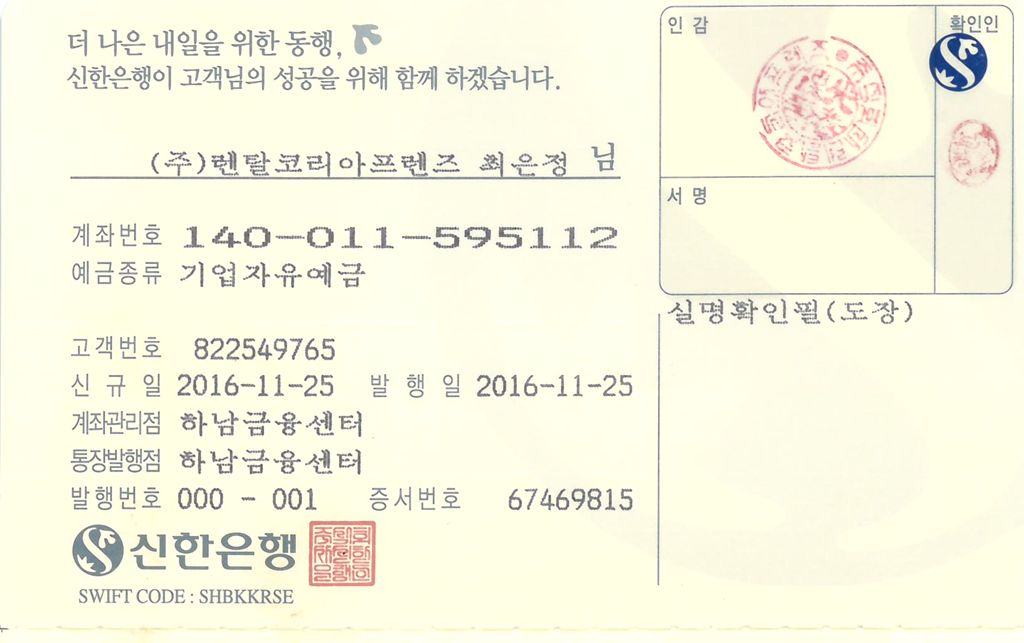 더 나은 내일을 위한 동행,
신한은행이 고객님의 성공을 위해 함께 하겠습니다.
(주)렌탈코리아프렌즈 최은정 님
계좌번호 140-011-595112
예금종류 기업자유예금
고객번호 822549765
신규일 2016-11-25 발행일 2016-11-25
계좌관리점 하남금융센터
통장발행점 하남금융센터
발행번호 000 - 001 증서번호 67469815
신한은행
SWIFT CODE : SHBKKRSE
인감
확인인
서명
실명확인필(도장)